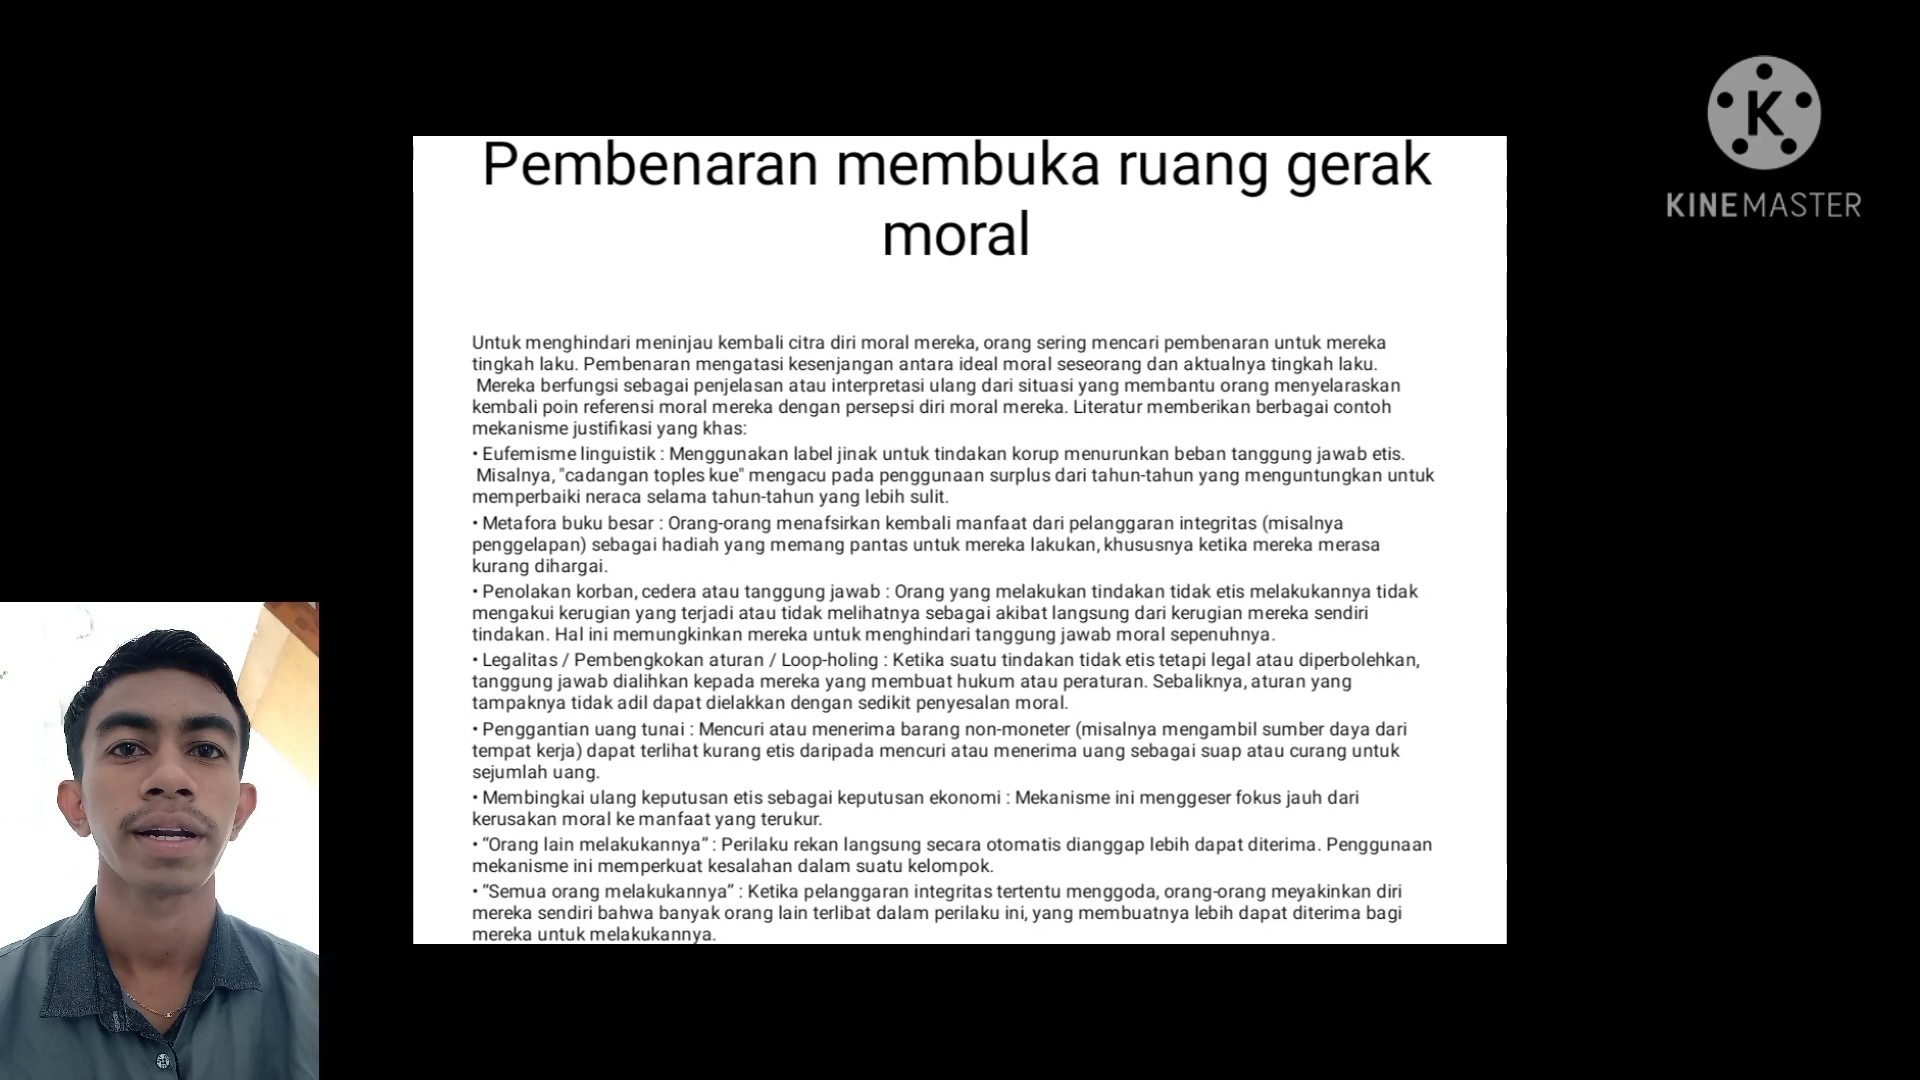 Pembenaran membuka ruang gerak
moral
Untuk menghindari meninjau kembali citra diri moral mereka, orang sering mencari pembenaran untuk mereka
tingkah laku. Pembenaran mengatasi kesenjangan antara ideal moral seseorang dan aktualnya tingkah laku.
Mereka berfungsi sebagai penjelasan atau interpretasi ulang dari situasi yang membantu orang menyelaraskan
kembali poin referensi moral mereka dengan persepsi diri moral mereka. Literatur memberikan berbagai contoh
mekanisme justifikasi yang khas:
• Eufemisme linguistik : Menggunakan label jinak untuk tindakan korup menurunkan beban tanggung jawab etis.
Misalnya, "cadangan toples kue" mengacu pada penggunaan surplus dari tahun-tahun yang menguntungkan untuk
memperbaiki neraca selama tahun-tahun yang lebih sulit.
• Metafora buku besar : Orang-orang menafsirkan kembali manfaat dari pelanggaran integritas (misalnya
penggelapan) sebagai hadiah yang memang pantas untuk mereka lakukan, khususnya ketika mereka merasa
kurang dihargai.
• Penolakan korban, cedera atau tanggung jawab : Orang yang melakukan tindakan tidak etis melakukannya tidak
mengakui kerugian yang terjadi atau tidak melihatnya sebagai akibat langsung dari kerugian mereka sendiri
tindakan. Hal ini memungkinkan mereka untuk menghindari tanggung jawab moral sepenuhnya.
• Legalitas / Pembengkokan aturan / Loop-holing : Ketika suatu tindakan tidak etis tetapi legal atau diperbolehkan,
tanggung jawab dialihkan kepada mereka yang membuat hukum atau peraturan. Sebaliknya, aturan yang
tampaknya tidak adil dapat dielakkan dengan sedikit penyesalan moral.
• Penggantian uang tunai : Mencuri atau menerima barang non-moneter (misalnya mengambil sumber daya dari
tempat kerja) dapat terlihat kurang etis daripada mencuri atau menerima uang sebagai suap atau curang untuk
sejumlah uang.
• Membingkai ulang keputusan etis sebagai keputusan ekonomi : Mekanisme ini menggeser fokus jauh dari
kerusakan moral ke manfaat yang terukur.
• “Orang lain melakukannya” : Perilaku rekan langsung secara otomatis dianggap lebih dapat diterima. Penggunaan
mekanisme ini memperkuat kesalahan dalam suatu kelompok.
• “Semua orang melakukannya” : Ketika pelanggaran integritas tertentu menggoda, orang-orang meyakinkan diri
mereka sendiri bahwa banyak orang lain terlibat dalam perilaku ini, yang membuatnya lebih dapat diterima bagi
mereka untuk melakukannya.
K
KINEMASTER